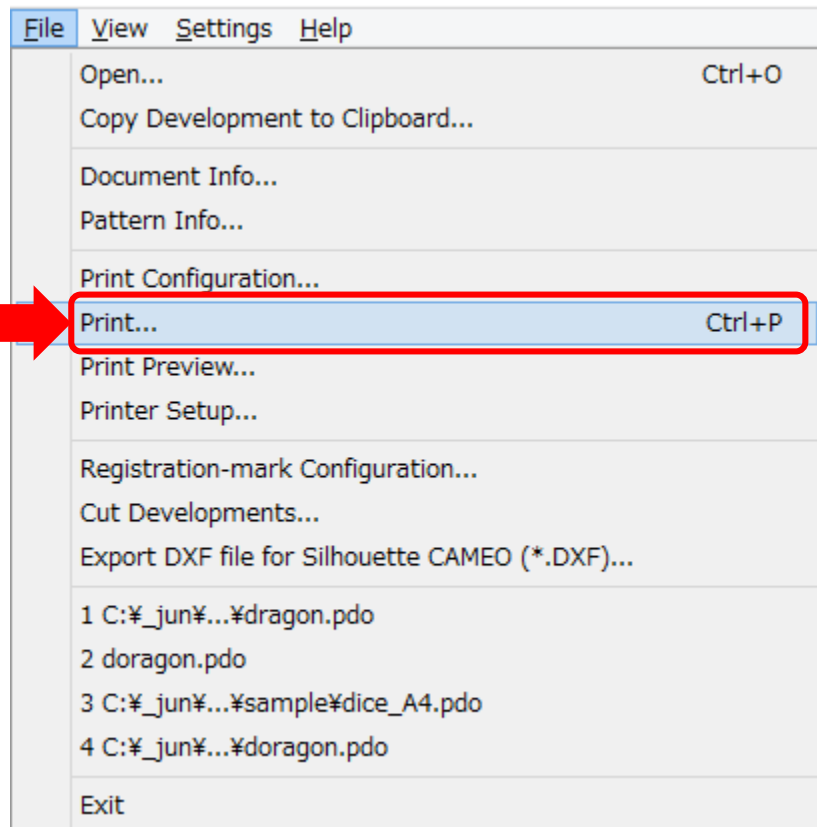 File View Settings Help
Open... Ctrl+O
Copy Development to Clipboard...
Document Info...
Pattern Info...
Print Configuration...
Print... Ctrl+P
Print Preview...
Printer Setup...
Registration-mark Configuration...
Cut Developments...
Export DXF file for Silhouette CAMEO (*.DXF)...
1 C:¥_jun¥...¥dragon.pdo
2 doragon.pdo
3 C:¥_jun¥...¥sample¥dice_A4.pdo
4 C:¥_jun¥...¥doragon.pdo
Exit